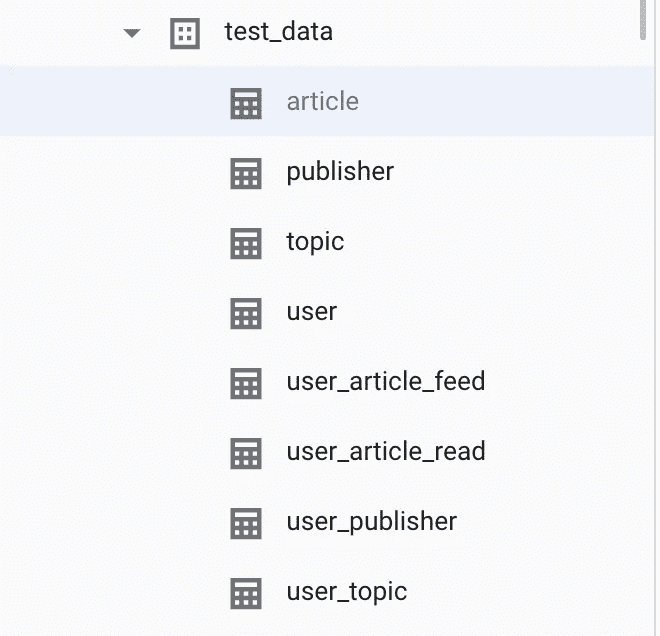 test_data
article
publisher
topic
user
user_article_feed
user_article_read
user_publisher
user_topic